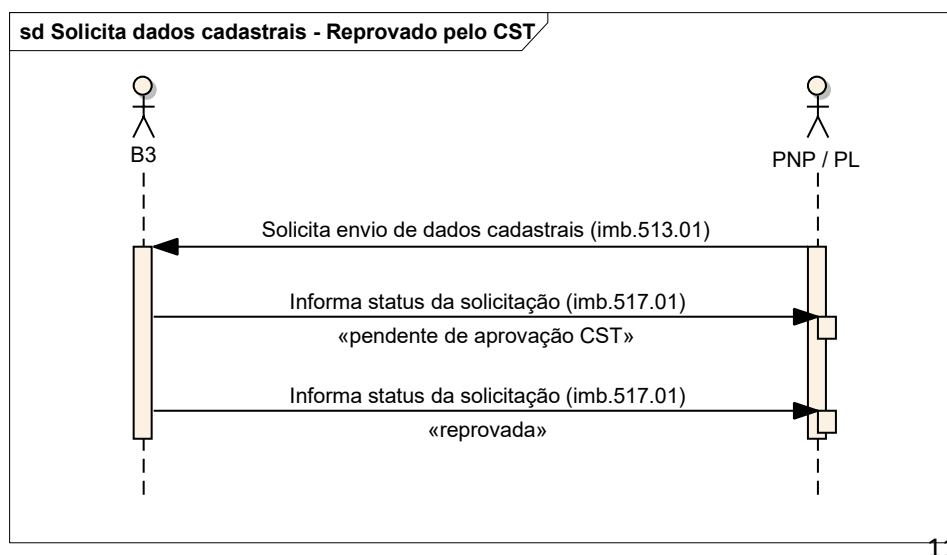 sd Solicita dados cadastrais - Reprovado pelo CST
B3
PNP / PL
Solicita envio de dados cadastrais (imb.513.01)
Informa status da solicitação (imb.517.01)
«pendente de aprovação CST»
Informa status da solicitação (imb.517.01)
«reprovada»